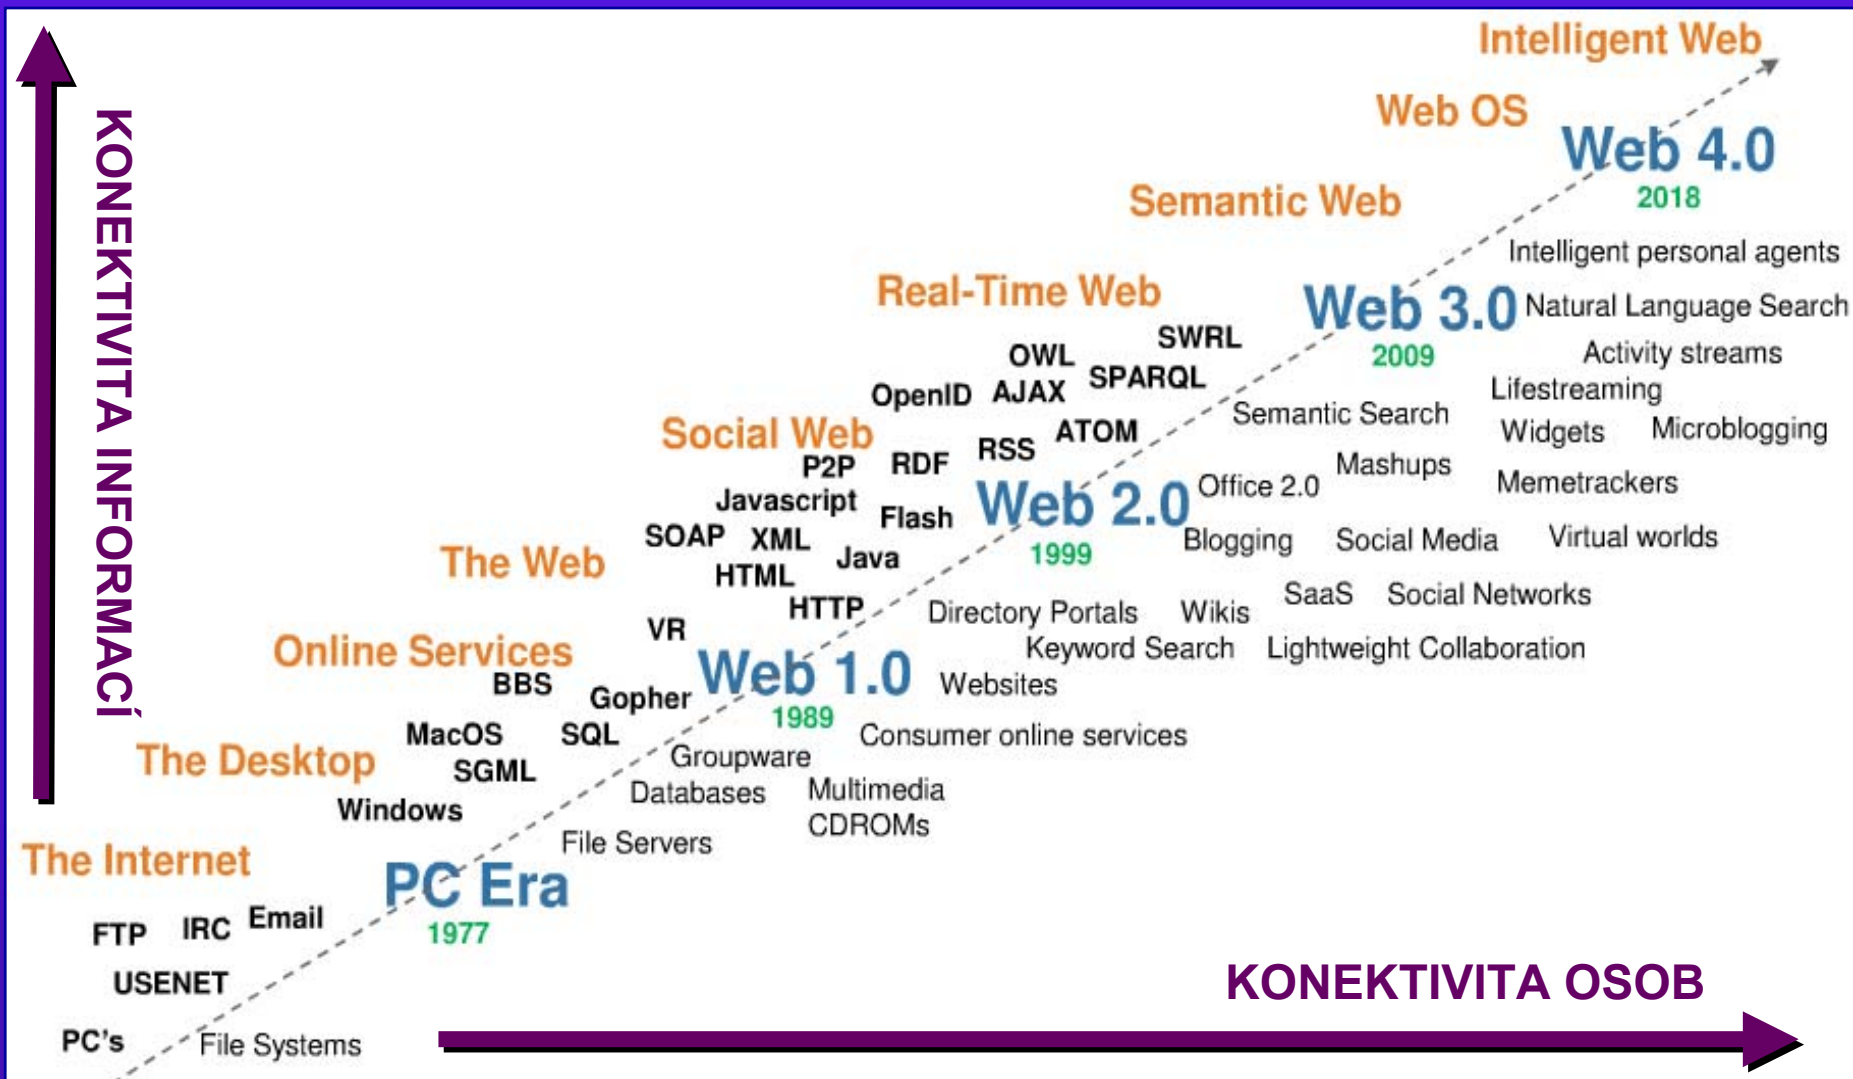 Intelligent Web
Web OS
Web 4.0
2018
Semantic Web
Intelligent personal agents
Real-Time Web
Web 3.0
Natural Language Search
2009
SWRL
OWL
SPARQL
Activity streams
OpenID
AJAX
Lifestreaming
Social Web
ATOM
Semantic Search
Widgets
Microblogging
P2P
RDF
RSS
Mashups
Memetrackers
Javascript
Flash
Web 2.0
Office 2.0
1999
SOAP
XML
Java
Blogging
Social Media
Virtual worlds
The Web
HTML
HTTP
Directory Portals
Wikis
SaaS
Social Networks
VR
Keyword Search
Lightweight Collaboration
Online Services
Web 1.0
Websites
1989
BBS
Gopher
MacOS
SQL
Consumer online services
The Desktop
SGML
Groupware
Windows
Databases
Multimedia
CDROMs
File Servers
The Internet
PC Era
1977
FTP
IRC
Email
USENET
PC's
File Systems
KONEKTIVITA INFORMACÍ
KONEKTIVITA OSOB